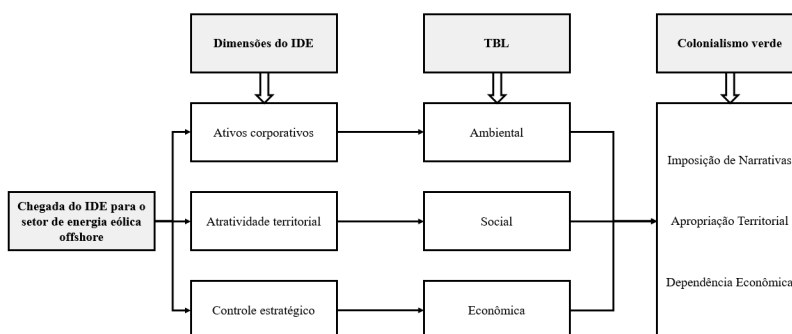 Dimensões do IDE
TBL
Colonialismo verde
Ativos corporativos
Ambiental
Imposição de Narrativas
Chegada do IDE para o
setor de energia eólica
offshore
Atratividade territorial
Social
Apropriação Territorial
Controle estratégico
Econômica
Dependência Econômica